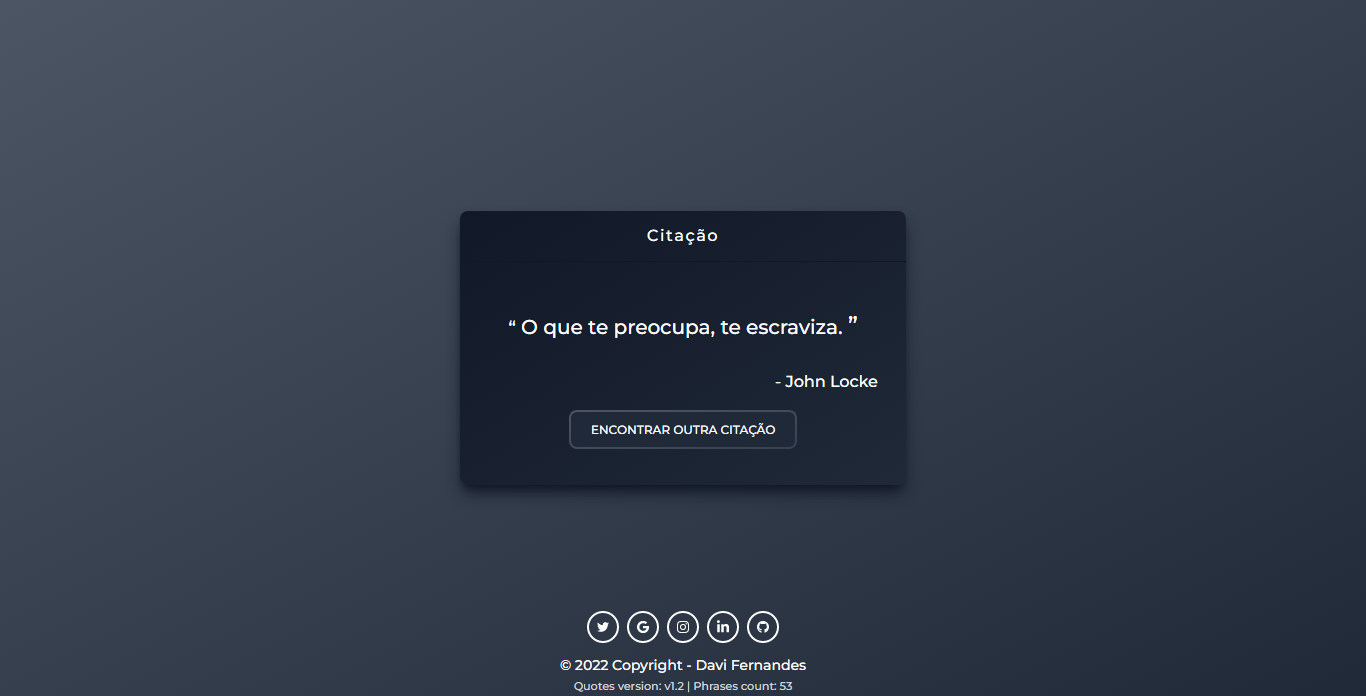 Citação
“ O que te preocupa, te escraviza. ”
- John Locke
ENCONTRAR OUTRA CITAÇÃO
© 2022 Copyright - Davi Fernandes
Quotes version: v1.2 | Phrases count: 53